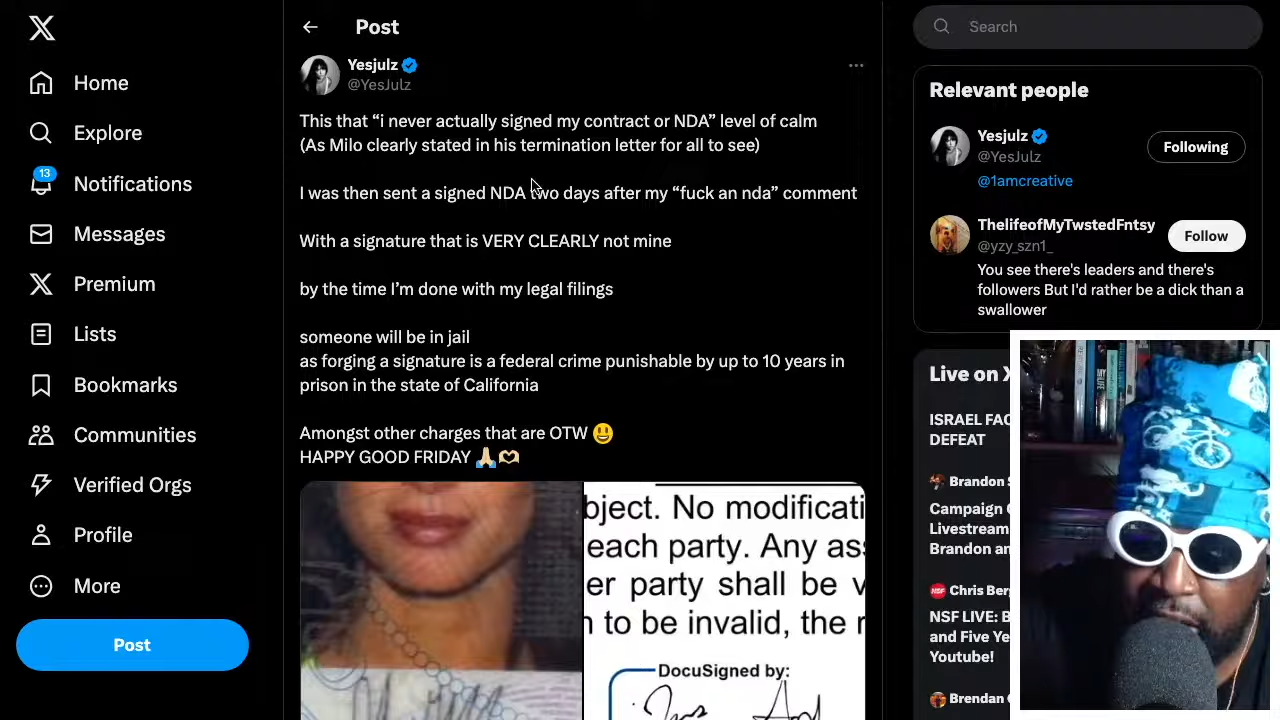 Home
Explore
13
Notifications
Messages
Premium
Lists
Bookmarks
Communities
Verified Orgs
Profile
More
Post
Post
Yesjulz
@YesJulz
This that “i never actually signed my contract or NDA” level of calm
(As Milo clearly stated in his termination letter for all to see)
I was then sent a signed NDA two days after my “fuck an nda” comment
With a signature that is VERY CLEARLY not mine
by the time I’m done with my legal filings
someone will be in jail
as forging a signature is a federal crime punishable by up to 10 years in
prison in the state of California
Amongst other charges that are OTW 😃
HAPPY GOOD FRIDAY 🙏🏼🫶🏼
bject. No modificati
each party. Any ass
er party shall be v
n to be invalid, the r
DocuSigned by:
Search
Relevant people
Yesjulz
@YesJulz
Following
@1amcreative
ThelifeofMyTwstedFntsy
@yzy_szn1_
Follow
You see there's leaders and there's
followers But I'd rather be a dick than a
swallower
Live on X
ISRAEL FAC
DEFEAT
Brandon S
Campaign
Livestream
Brandon an
NSF
Chris Berg
NSF LIVE: B
and Five Ye
Youtube!
Brendan